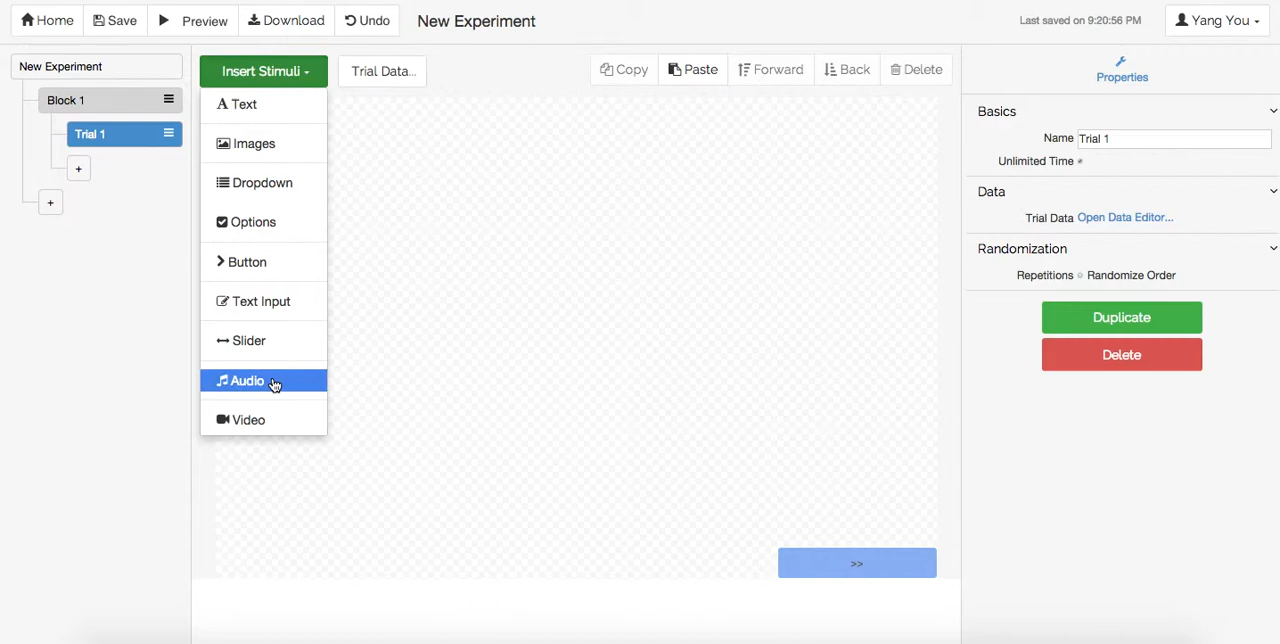 Home Save Preview Download Undo New Experiment Last saved on 9:20:56 PM Yang You
New Experiment
Block 1
Trial 1
+
+
Insert Stimuli Trial Data... Copy Paste Forward Back Delete
Text
Images
Dropdown
Options
Button
Text Input
Slider
Audio
Video
>>
Properties
Basics
Name Trial 1
Unlimited Time
Data
Trial Data Open Data Editor...
Randomization
Repetitions Randomize Order
Duplicate
Delete